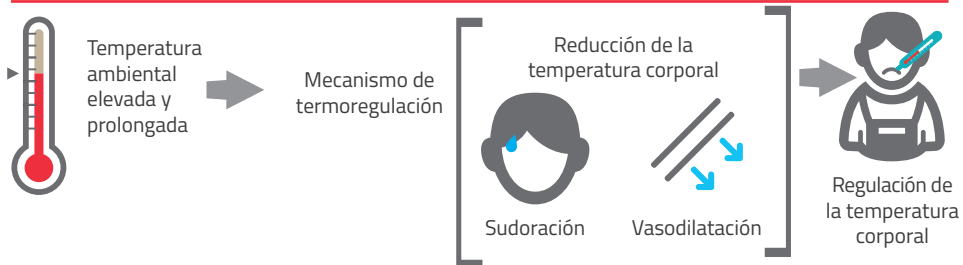 Temperatura
ambiental
elevada y
prolongada
Mecanismo de
termoregulación
Reducción de la
temperatura corporal
Sudoración
Vasodilatación
Regulación de
la temperatura
corporal